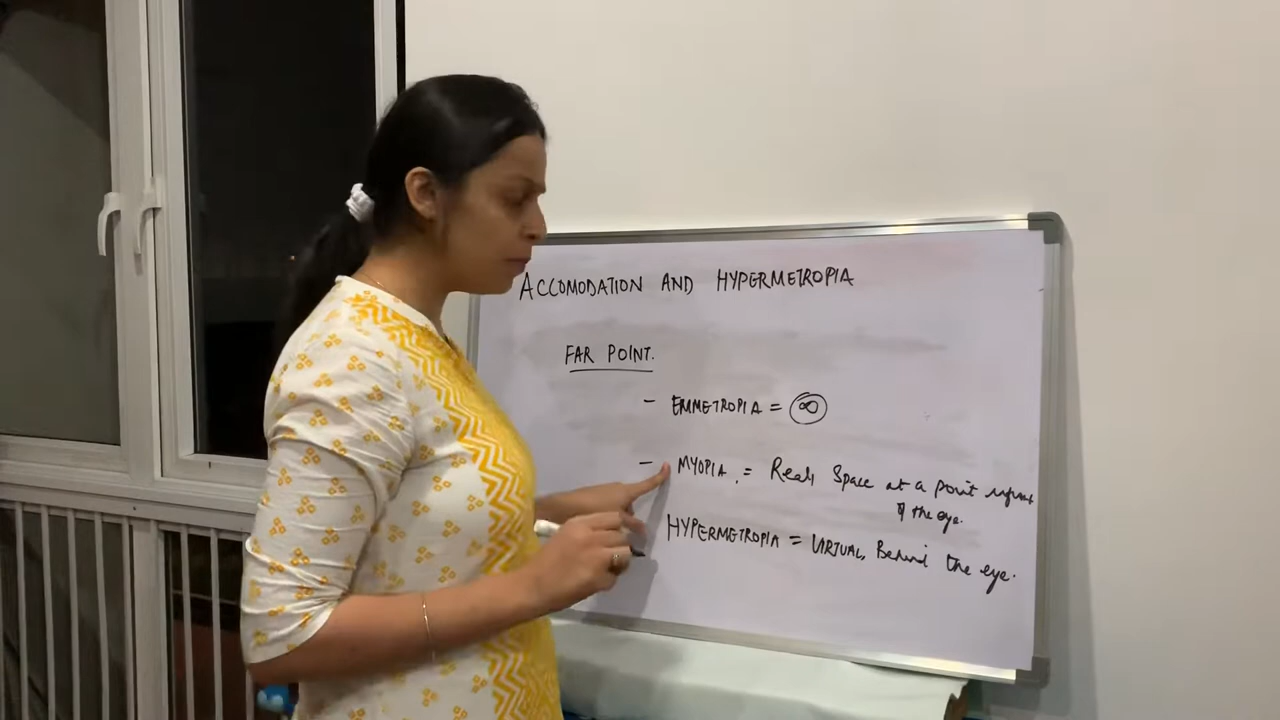 ACCOMODATION AND HYPERMETROPIA
FAR POINT.
- EMMETROPIA = ∞
- MYOPIA, = Real, Space at a point infront
of the eye.
HYPERMETROPIA = VIRTUAL, Behind the eye.